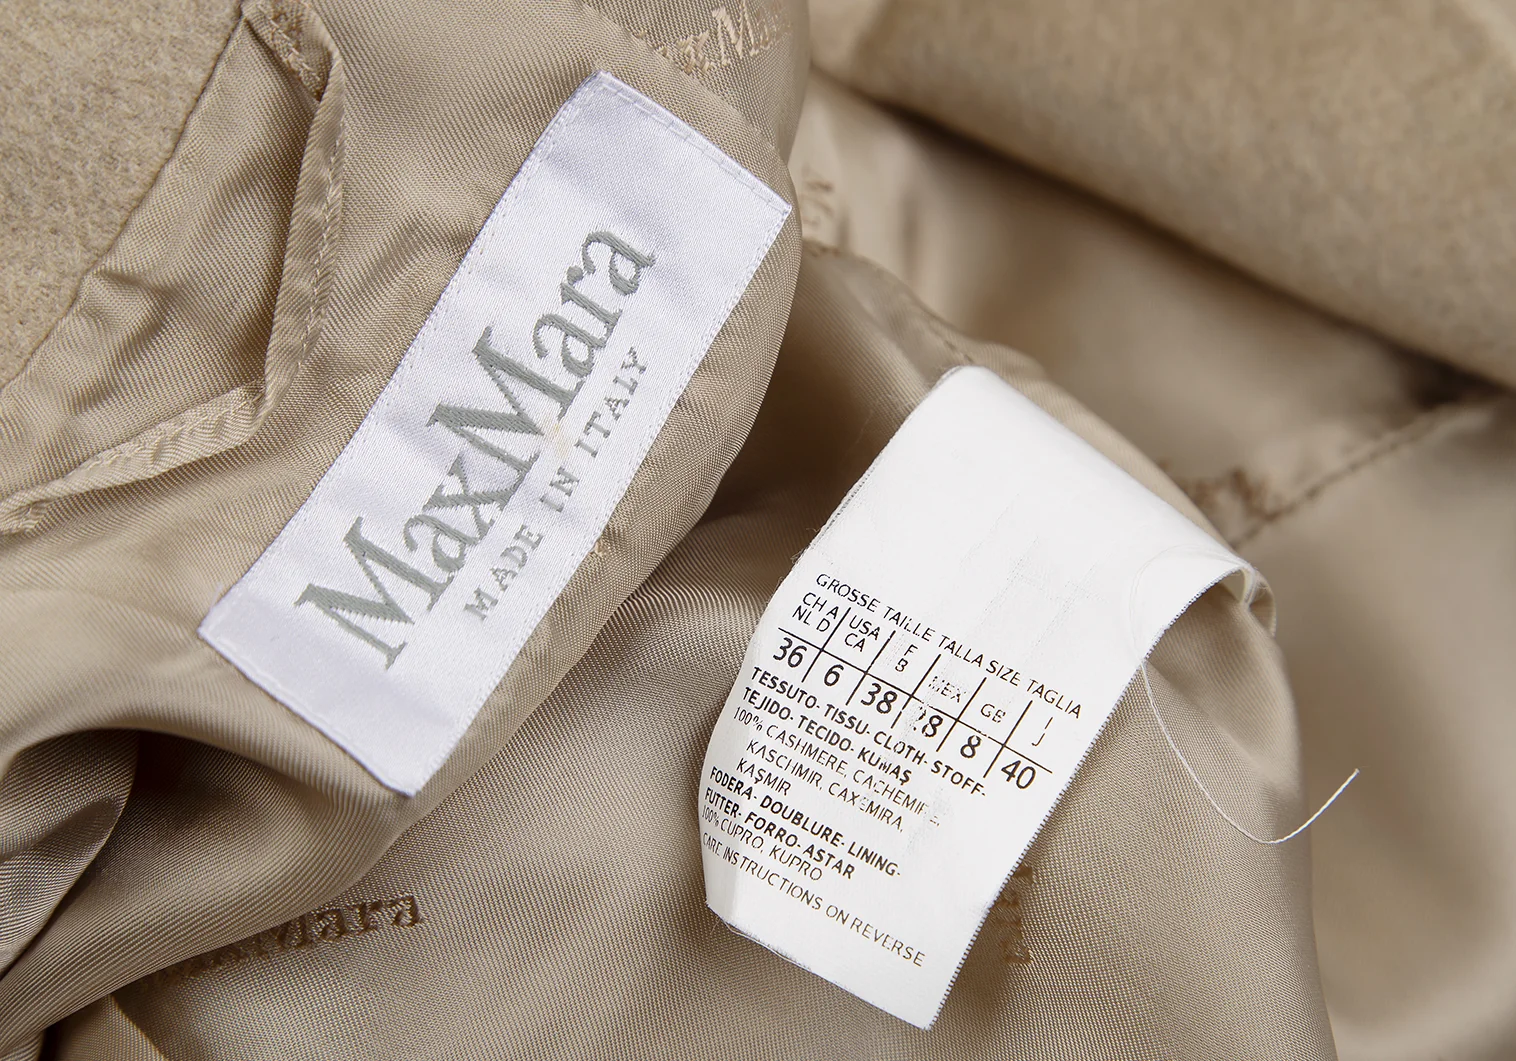 MaxMara
MADE IN ITALY
GROSSE TAILLE TALLA SIZE TAGLIA
CH A USA F MEX GB I
NL D CA B J
36 6 38 8 8 40
TESSUTO- TISSU- CLOTH- STOFF-
TEJIDO- TECIDO- KUMAŞ
100% CASHMERE, CACHEMIRE,
KASCHMIR, CAXEMIRA,
KAŞMIR
FODERA- DOUBLURE- LINING-
FUTTER- FORRO- ASTAR
100% CUPRO, KUPRO
CARE INSTRUCTIONS ON REVERSE